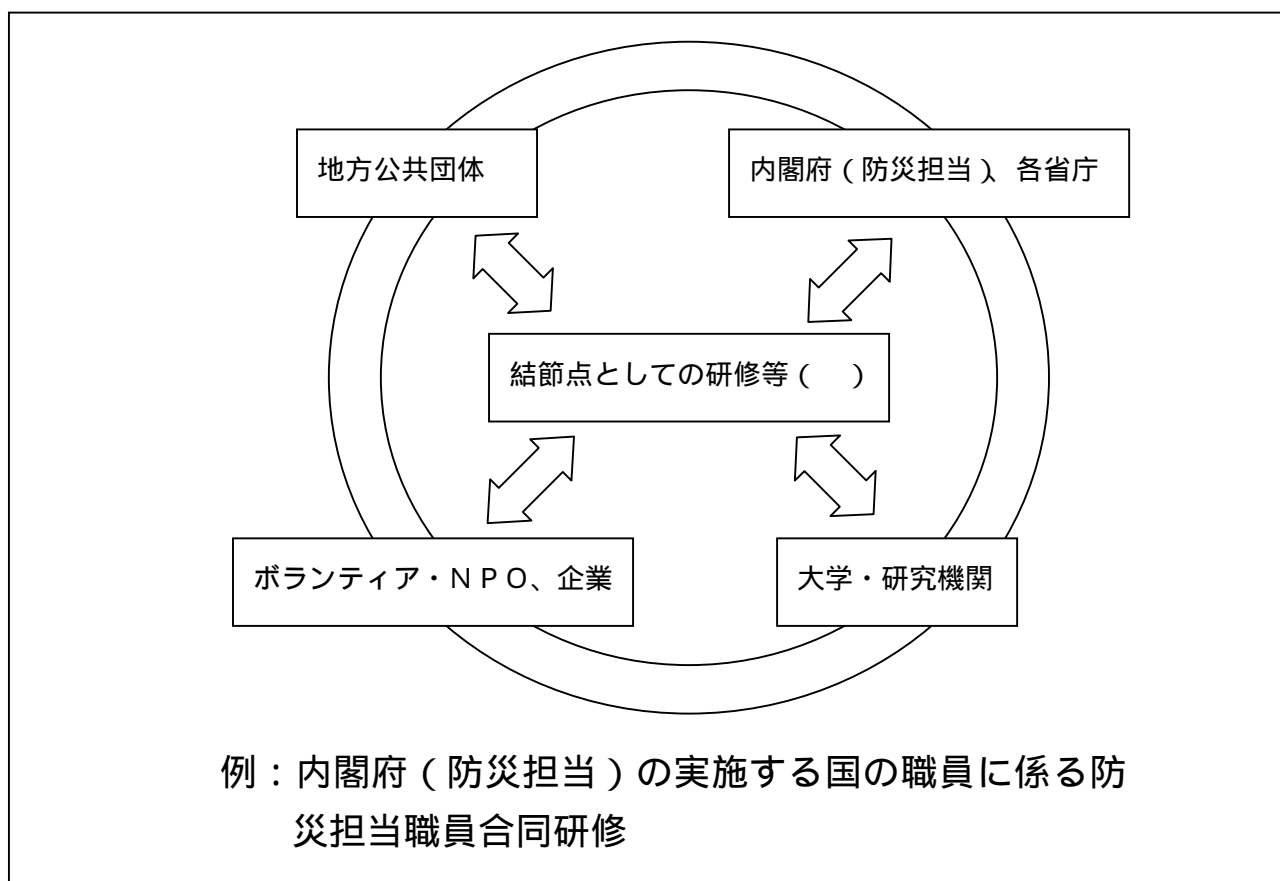 地方公共団体
内閣府（防災担当）、各省庁
結節点としての研修等（　）
ボランティア・ＮＰＯ、企業
大学・研究機関
例：内閣府（防災担当）の実施する国の職員に係る防
災担当職員合同研修